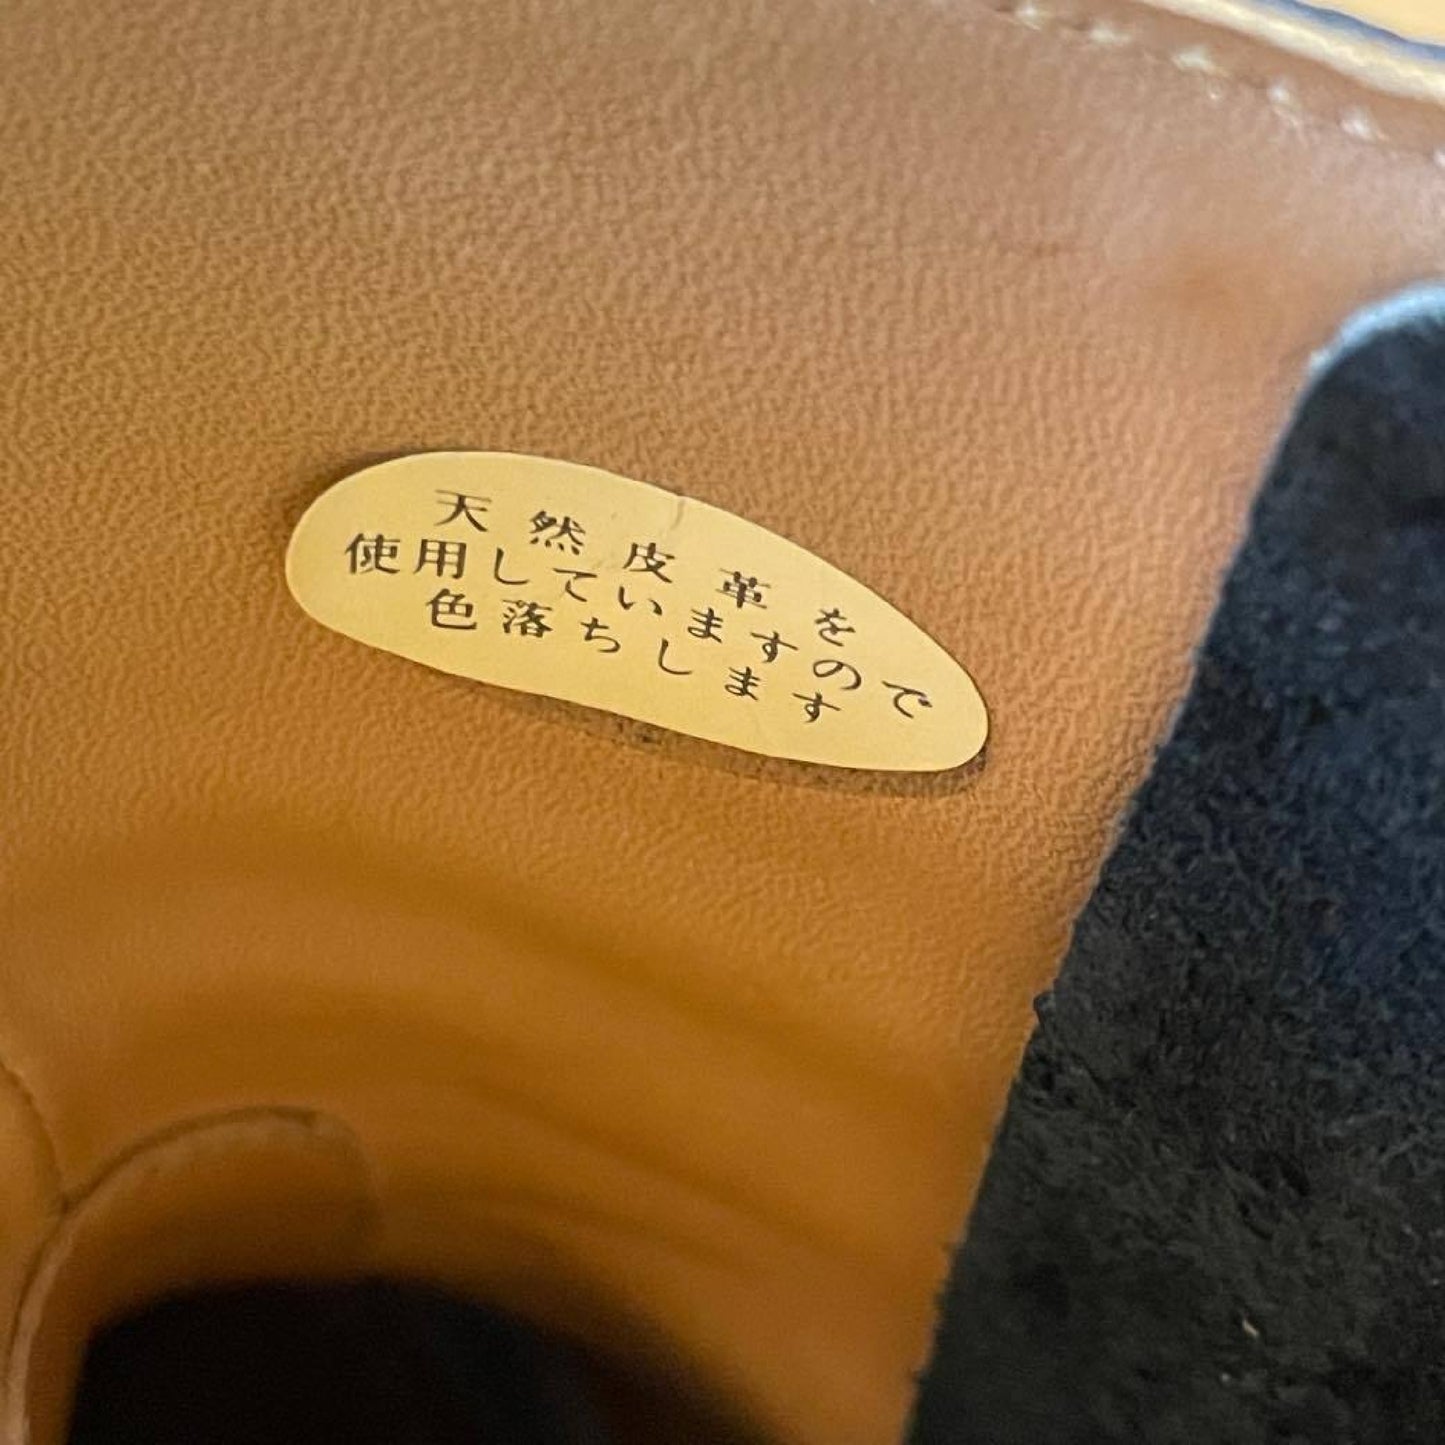 天然皮革を
使用していますので
色落ちします